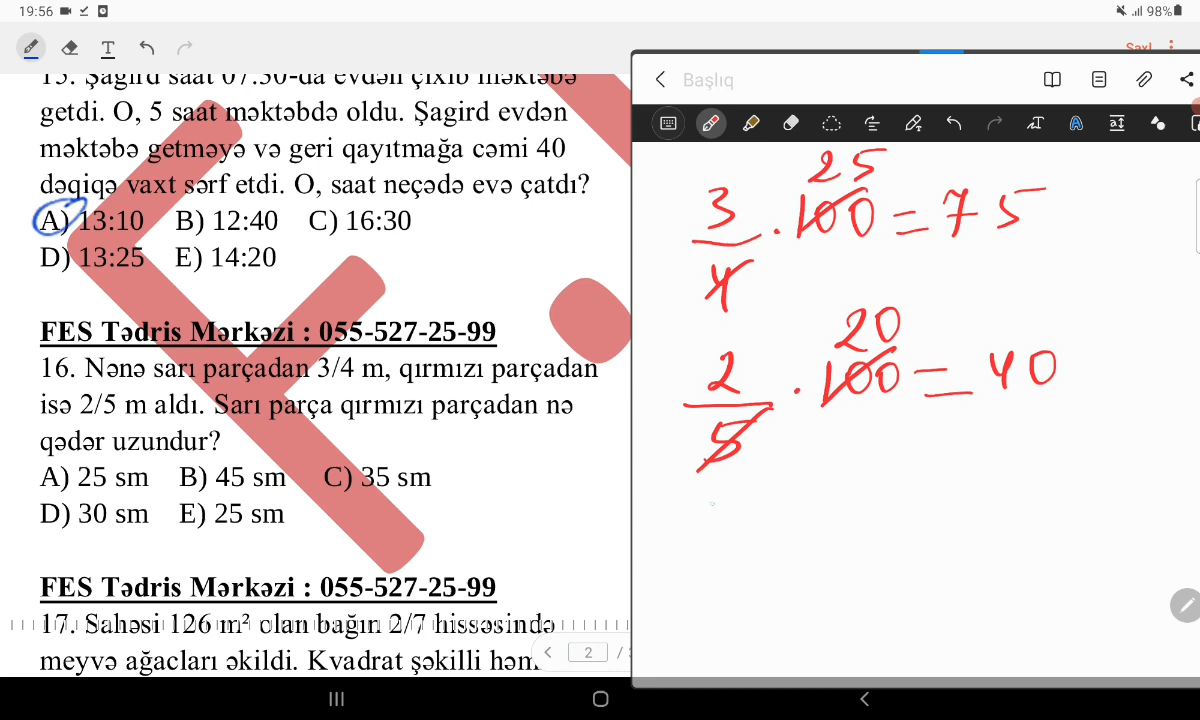 19:56
98%
Saxl
15. Şagird saat 07:30-da evdən çıxıb məktəbə
getdi. O, 5 saat məktəbdə oldu. Şagird evdən
məktəbə getməyə və geri qayıtmağa cəmi 40
dəqiqə vaxt sərf etdi. O, saat neçədə evə çatdı?
A) 13:10 B) 12:40 C) 16:30
D) 13:25 E) 14:20
FES Tədris Mərkəzi : 055-527-25-99
16. Nənə sarı parçadan 3/4 m, qırmızı parçadan
isə 2/5 m aldı. Sarı parça qırmızı parçadan nə
qədər uzundur?
A) 25 sm B) 45 sm C) 35 sm
D) 30 sm E) 25 sm
FES Tədris Mərkəzi : 055-527-25-99
17. Sahəsi 126 m² olan bağın 2/7 hissəsində
meyvə ağacları əkildi. Kvadrat şəkilli həm
2 /
Başlıq
25
3/4 · 100 = 75
20
2/5 · 100 = 40